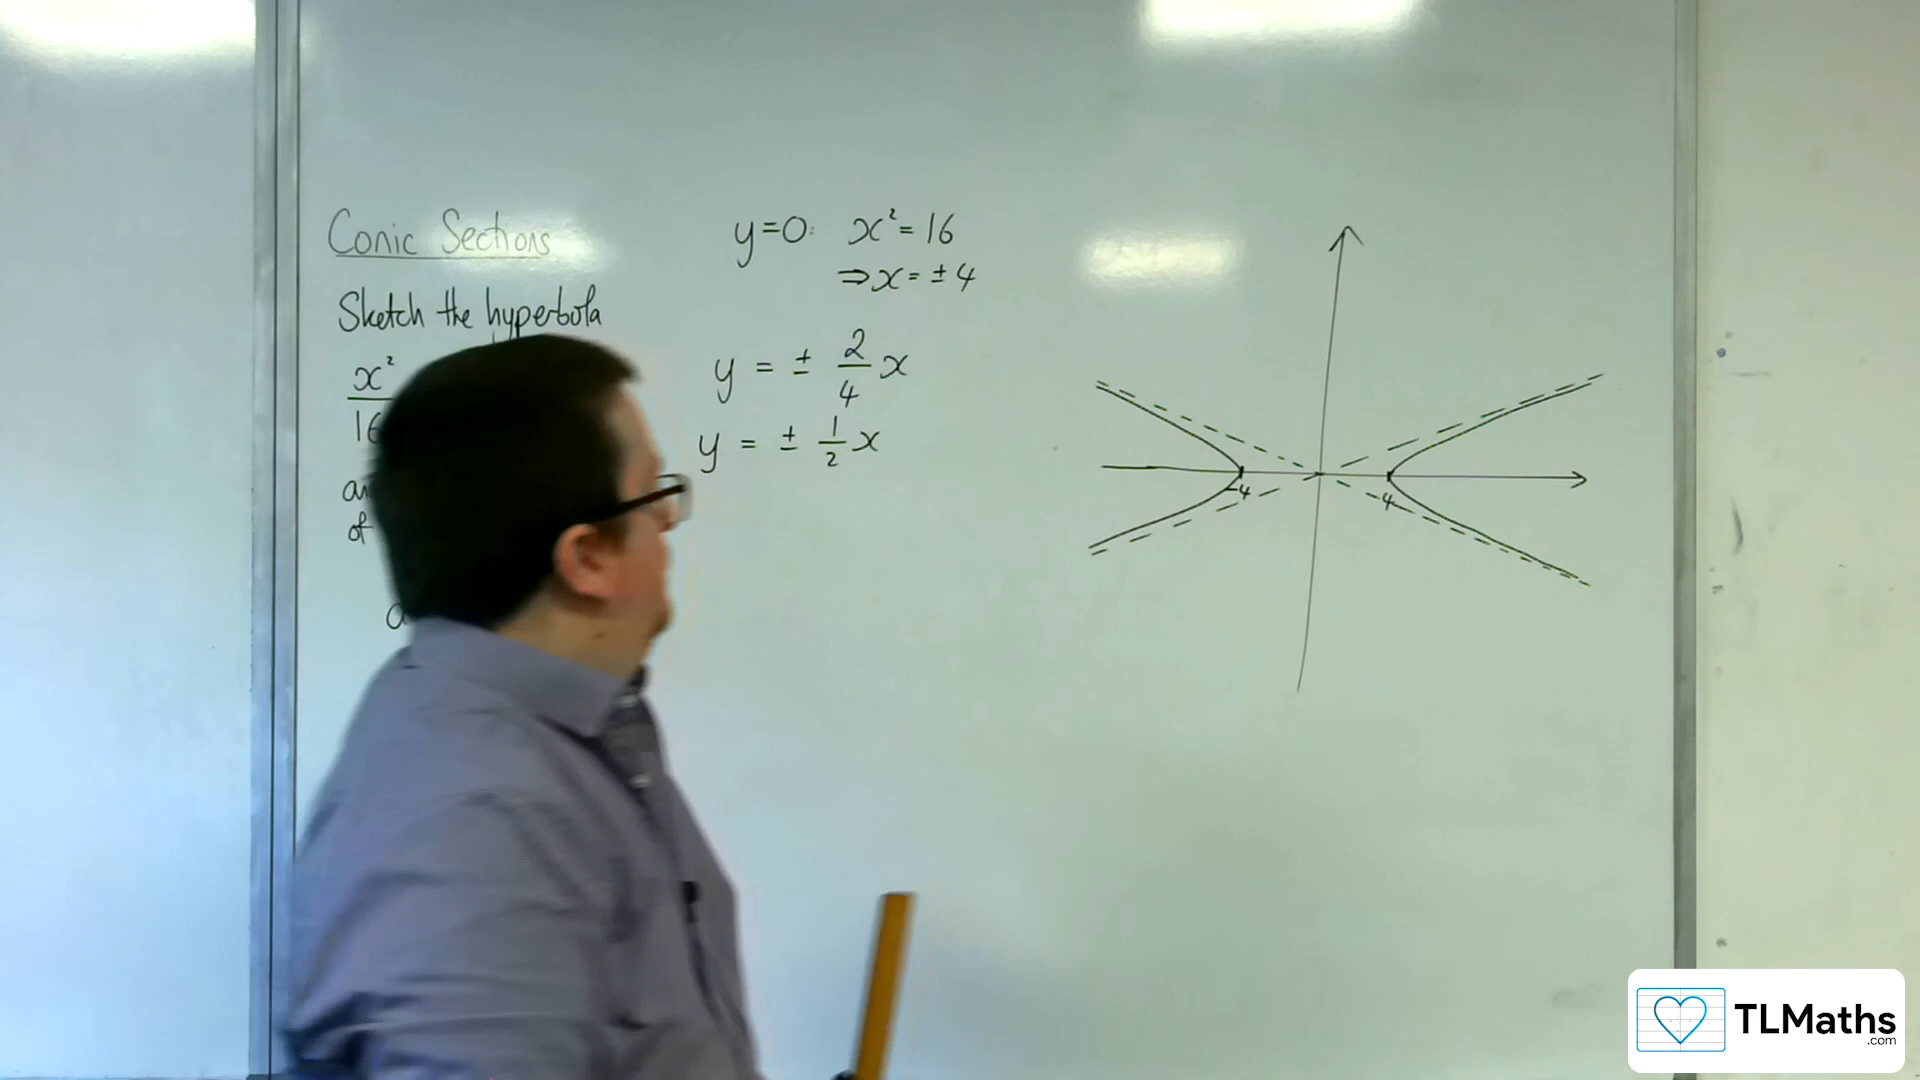 Conic Sections
Sketch the hyperbola
x²
16
of
y=0: x² = 16
⇒ x = ± 4
y = ± 2/4 x
y = ± 1/2 x
-4
4
TLMaths
.com